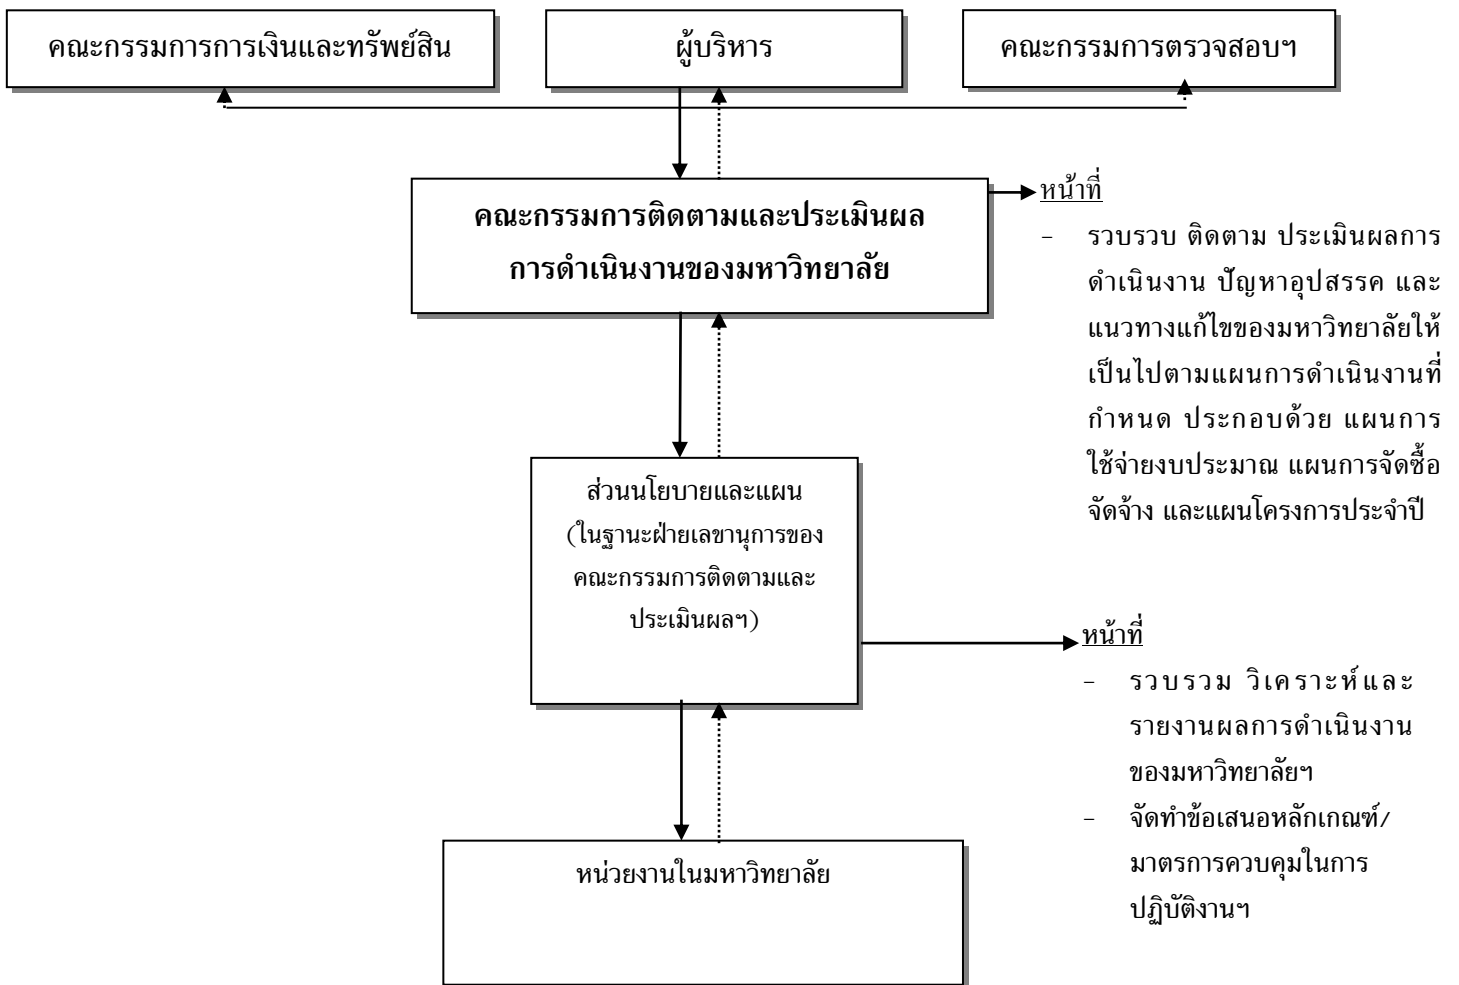 คณะกรรมการการเงินและทรัพย์สิน
ผู้บริหาร
คณะกรรมการตรวจสอบฯ
คณะกรรมการติดตามและประเมินผล
การดำเนินงานของมหาวิทยาลัย
หน้าที่
- รวบรวบ ติดตาม ประเมินผลการ
ดำเนินงาน ปัญหาอุปสรรค และ
แนวทางแก้ไขของมหาวิทยาลัยให้
เป็นไปตามแผนการดำเนินงานที่
กำหนด ประกอบด้วย แผนการ
ใช้จ่ายงบประมาณ แผนการจัดซื้อ
จัดจ้าง และแผนโครงการประจำปี
ส่วนนโยบายและแผน
(ในฐานะฝ่ายเลขานุการของ
คณะกรรมการติดตามและ
ประเมินผลฯ)
หน้าที่
- รวบรวม วิเคราะห์และ
รายงานผลการดำเนินงาน
ของมหาวิทยาลัยฯ
- จัดทำข้อเสนอหลักเกณฑ์/
มาตรการควบคุมในการ
ปฏิบัติงานฯ
หน่วยงานในมหาวิทยาลัย